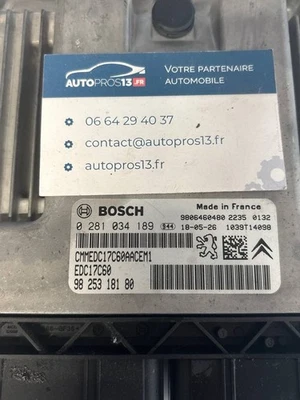 AUTOPROS13.FR
VOTRE PARTENAIRE
AUTOMOBILE
06 64 29 40 37
contact@autopros13.fr
autopros13.fr
BOSCH
Made in France
9806460480 2235 0132
0 281 034 189 S44 18-05-26 1039T14098
CMMEDC17C60AACEM1
EDC17C60
98 253 181 80